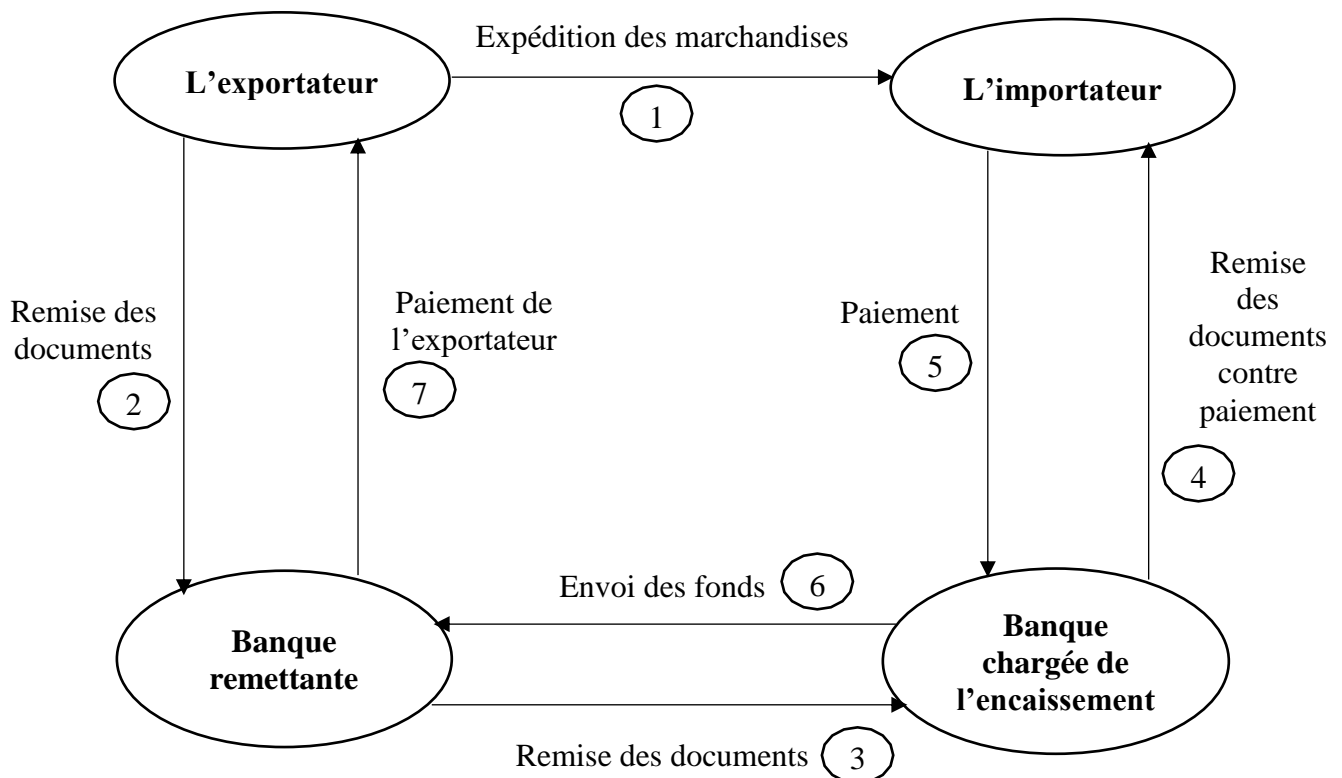 Expédition des marchandises
L’exportateur
L’importateur
1
Remise des
documents
2
Paiement de
l’exportateur
7
Paiement
5
Remise
des
documents
contre
paiement
4
Envoi des fonds 6
Banque
remettante
Banque
chargée de
l’encaissement
Remise des documents 3